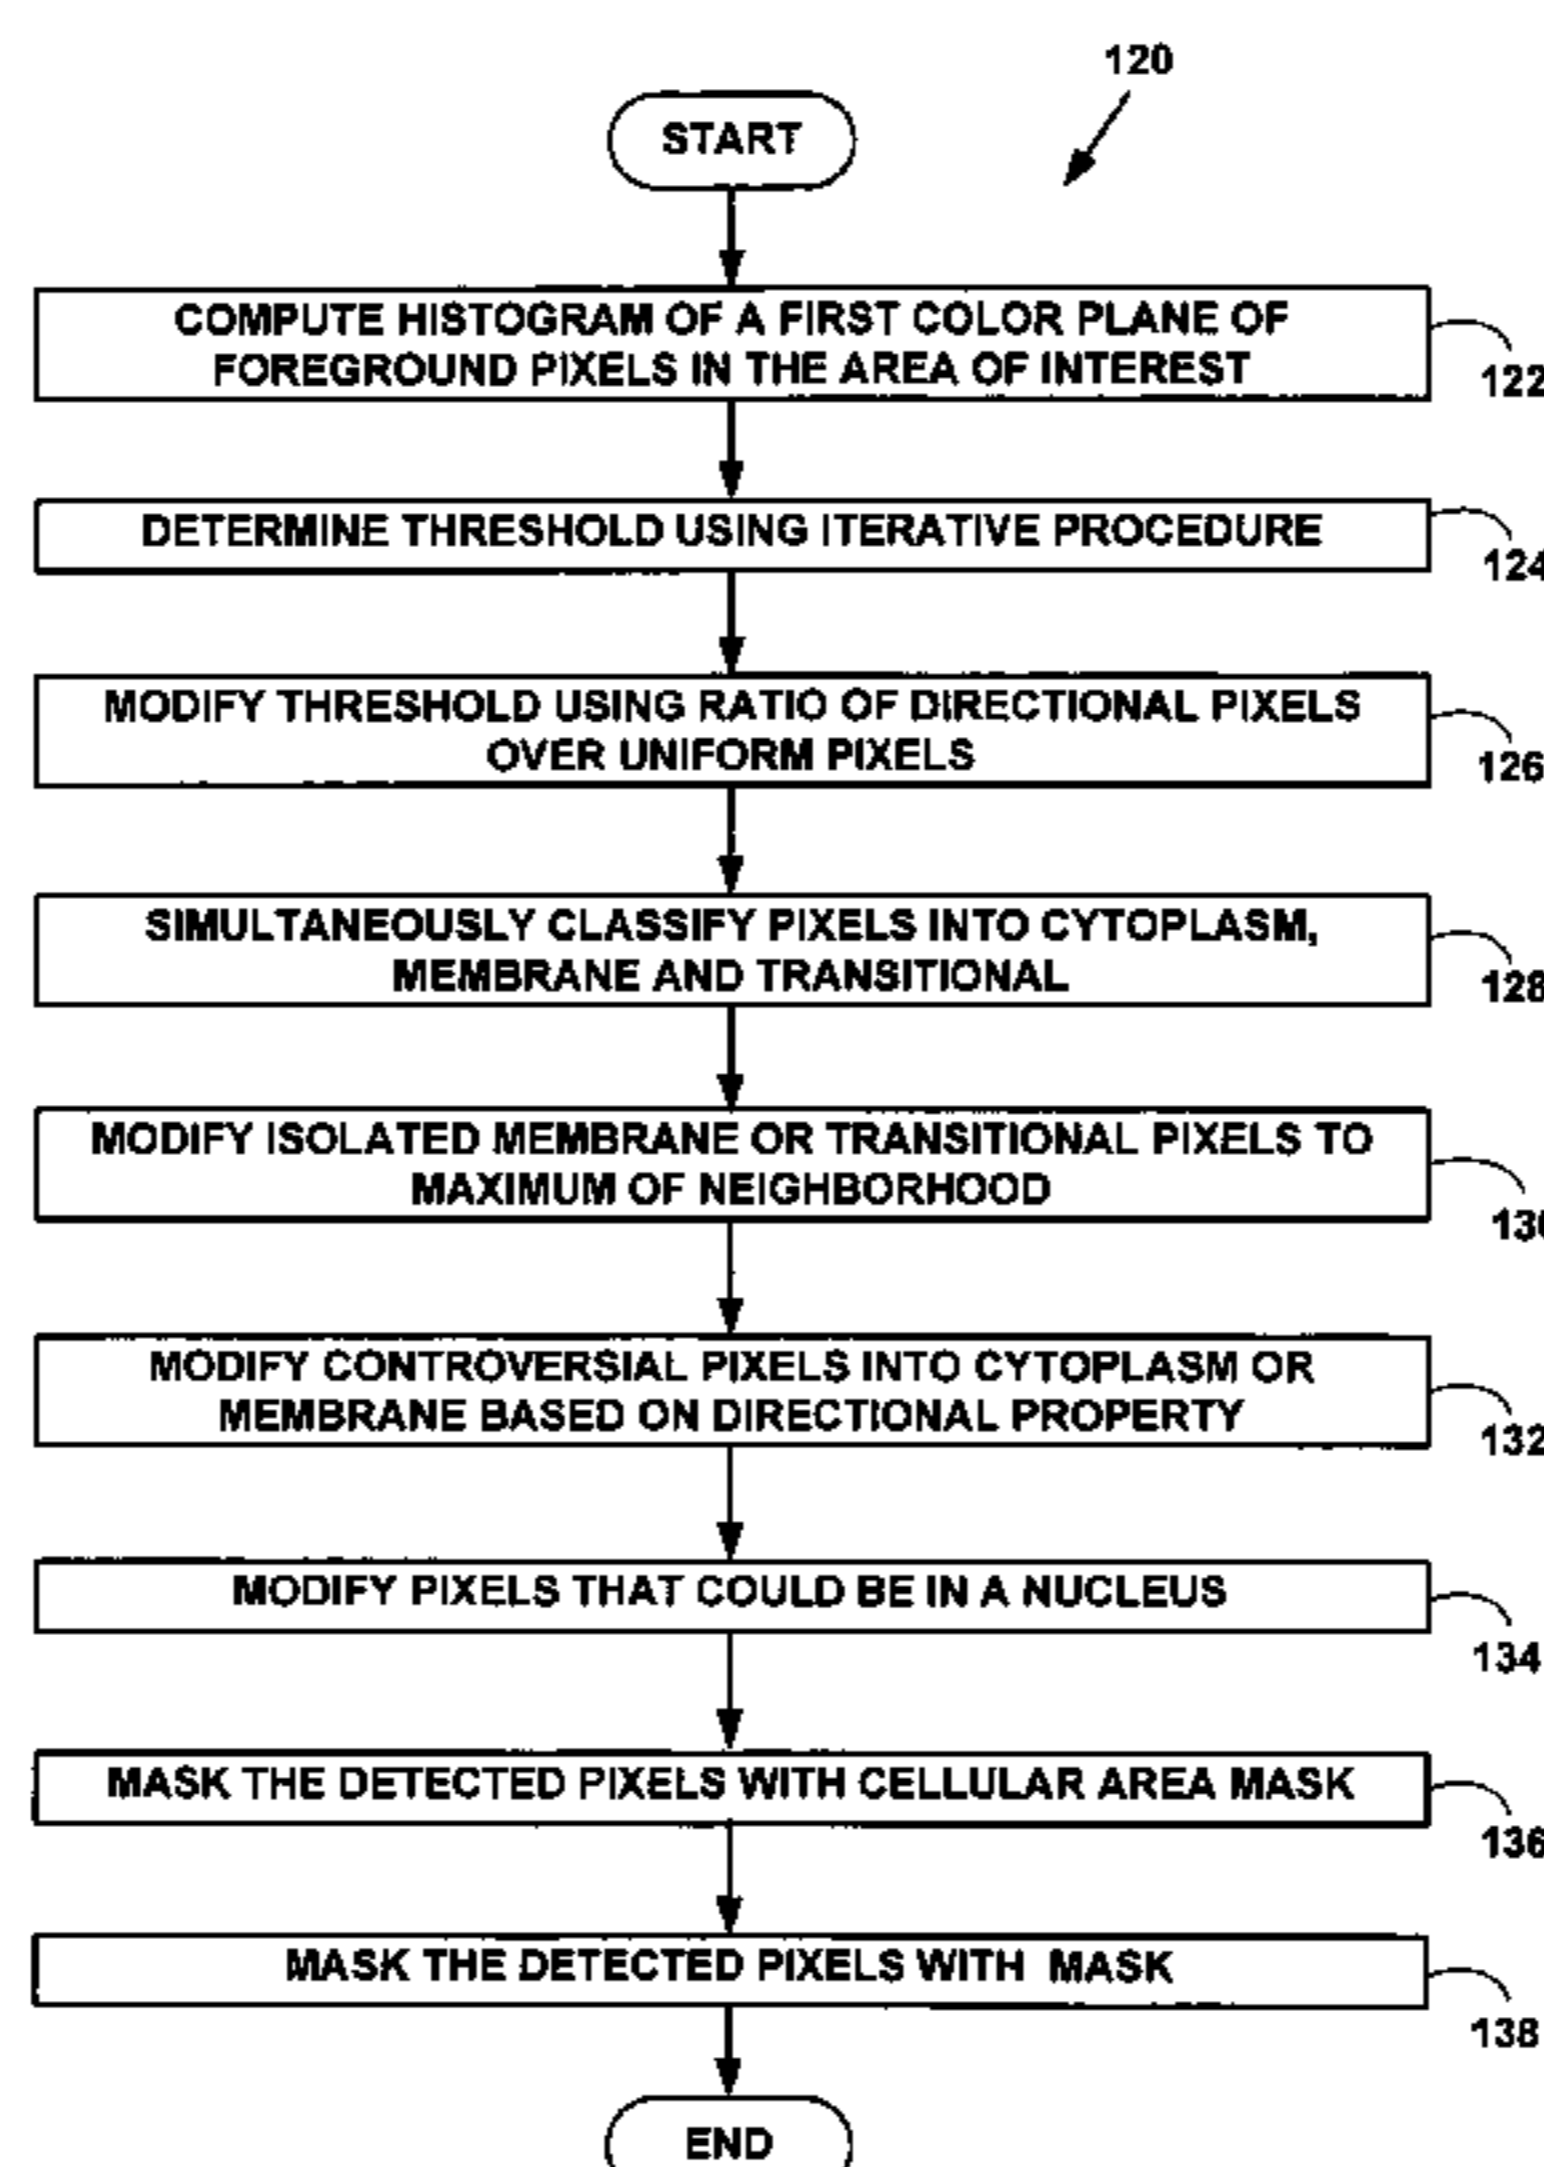 120
START
COMPUTE HISTOGRAM OF A FIRST COLOR PLANE OF
FOREGROUND PIXELS IN THE AREA OF INTEREST
122
DETERMINE THRESHOLD USING ITERATIVE PROCEDURE
124
MODIFY THRESHOLD USING RATIO OF DIRECTIONAL PIXELS
OVER UNIFORM PIXELS
126
SIMULTANEOUSLY CLASSIFY PIXELS INTO CYTOPLASM,
MEMBRANE AND TRANSITIONAL
128
MODIFY ISOLATED MEMBRANE OR TRANSITIONAL PIXELS TO
MAXIMUM OF NEIGHBORHOOD
130
MODIFY CONTROVERSIAL PIXELS INTO CYTOPLASM OR
MEMBRANE BASED ON DIRECTIONAL PROPERTY
132
MODIFY PIXELS THAT COULD BE IN A NUCLEUS
134
MASK THE DETECTED PIXELS WITH CELLULAR AREA MASK
136
MASK THE DETECTED PIXELS WITH MASK
138
END